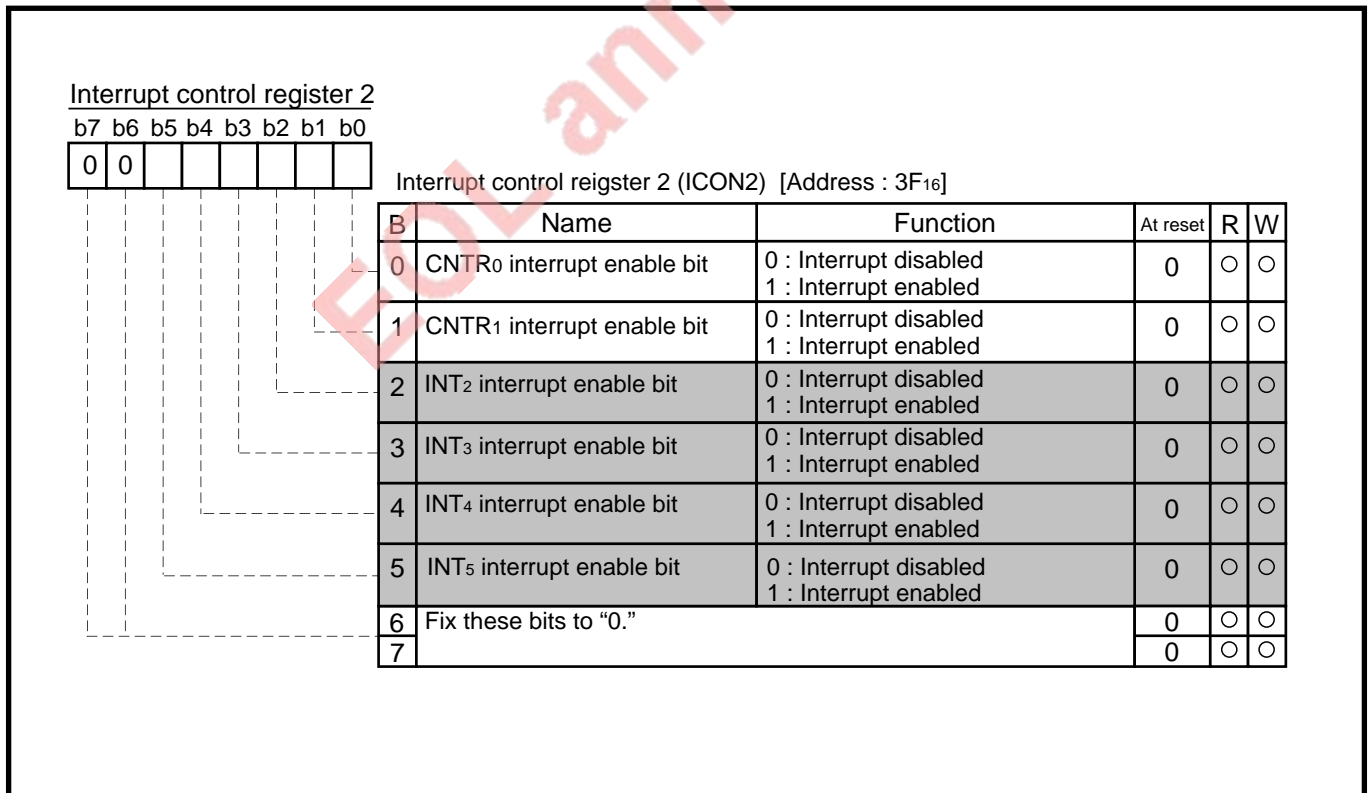 EOL ann
Interrupt control register 2
b7 b6 b5 b4 b3 b2 b1 b0
0 0
Interrupt control reigster 2 (ICON2) [Address : 3F16]
B Name Function At reset R W
0 CNTR0 interrupt enable bit 0 : Interrupt disabled 0 ○ ○
1 : Interrupt enabled
1 CNTR1 interrupt enable bit 0 : Interrupt disabled 0 ○ ○
1 : Interrupt enabled
2 INT2 interrupt enable bit 0 : Interrupt disabled 0 ○ ○
1 : Interrupt enabled
3 INT3 interrupt enable bit 0 : Interrupt disabled 0 ○ ○
1 : Interrupt enabled
4 INT4 interrupt enable bit 0 : Interrupt disabled 0 ○ ○
1 : Interrupt enabled
5 INT5 interrupt enable bit 0 : Interrupt disabled 0 ○ ○
1 : Interrupt enabled
6 Fix these bits to “0.” 0 ○ ○
7 0 ○ ○